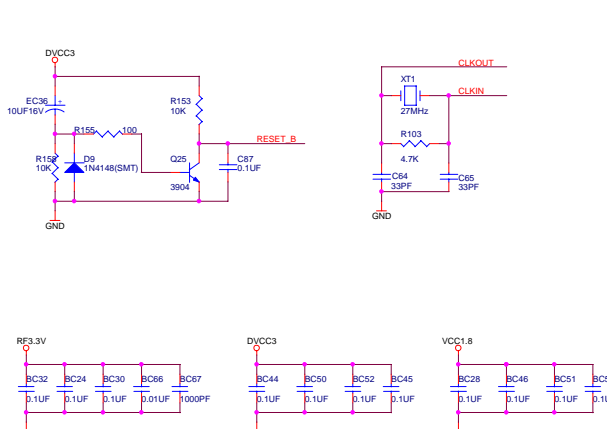 DVCC3
EC36
+
10UF16V
R155
100
R153
10K
RESET_B
R158
10K
D9
1N4148(SMT)
Q25
3904
C87
0.1UF
GND
CLKOUT
XT1
CLKIN
27MHz
R103
4.7K
C64
33PF
C65
33PF
GND
RF3.3V
BC32
BC24
BC30
BC66
BC67
0.1UF
0.1UF
0.1UF
0.01UF
1000PF
DVCC3
BC44
BC50
BC52
BC45
0.1UF
0.1UF
0.1UF
0.1UF
VCC1.8
BC28
BC46
BC51
0.1UF
0.1UF
0.1UF